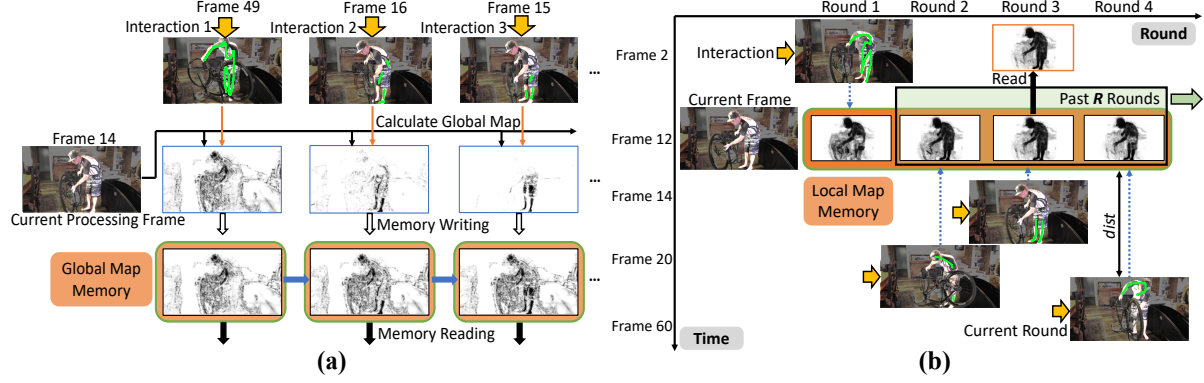 Frame 49
Frame 16
Frame 15
Interaction 1
Interaction 2
Interaction 3
...
Calculate Global Map
Frame 14
...
Current Processing Frame
Memory Writing
Global Map
Memory
...
Memory Reading
(a)
Round 1
Round 2
Round 3
Round 4
Round
Frame 2
Interaction
Read
Current Frame
Past R Rounds
Frame 12
Frame 14
Local Map
Memory
dist
Frame 20
Current Round
Frame 60
Time
(b)